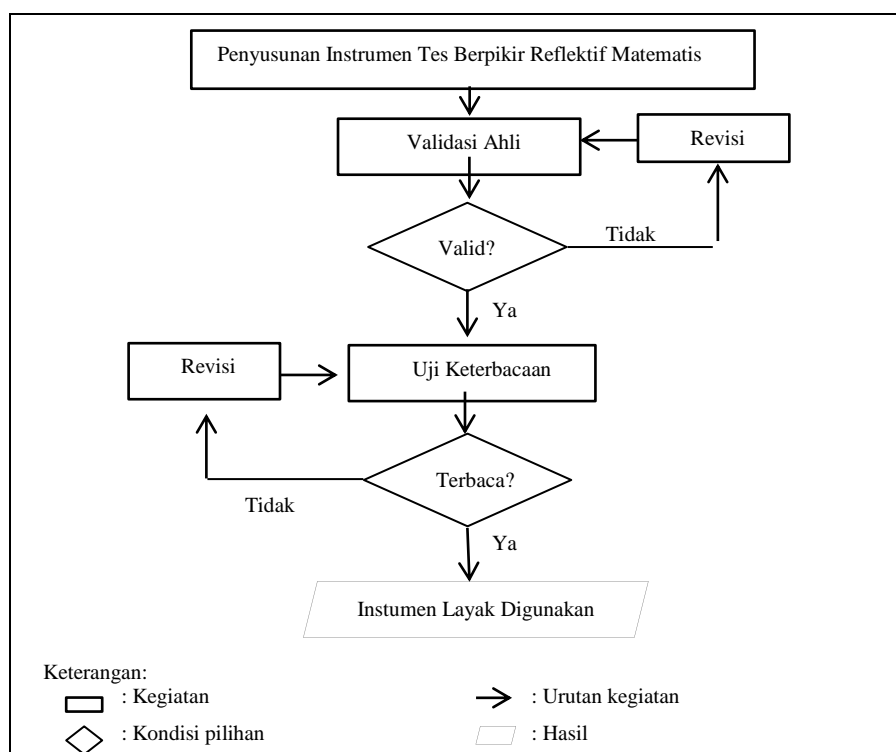 Penyusunan Instrumen Tes Berpikir Reflektif Matematis
Validasi Ahli
Revisi
Valid?
Tidak
Ya
Revisi
Uji Keterbacaan
Terbaca?
Tidak
Ya
Instumen Layak Digunakan
Keterangan:
: Kegiatan
: Urutan kegiatan
: Kondisi pilihan
: Hasil